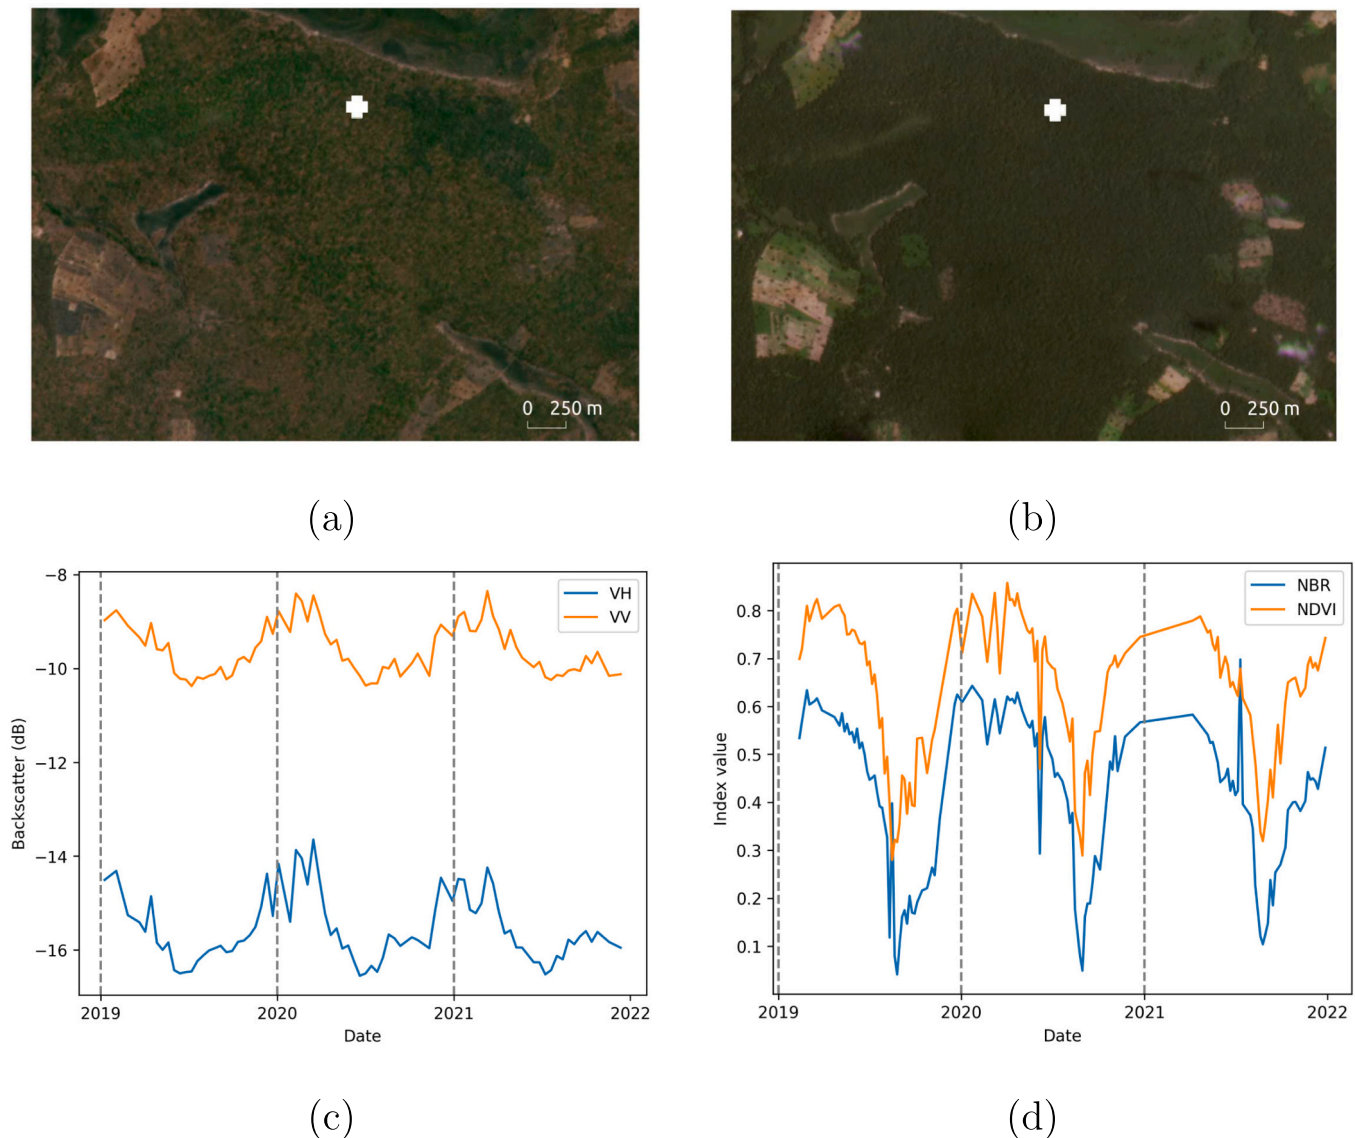 0 250 m
0 250 m
(a)
(b)
−8
−10
−12
−14
−16
Backscatter (dB)
VH
VV
2019
2020
2021
2022
Date
0.8
0.7
0.6
0.5
0.4
0.3
0.2
0.1
Index value
NBR
NDVI
2019
2020
2021
2022
Date
(c)
(d)